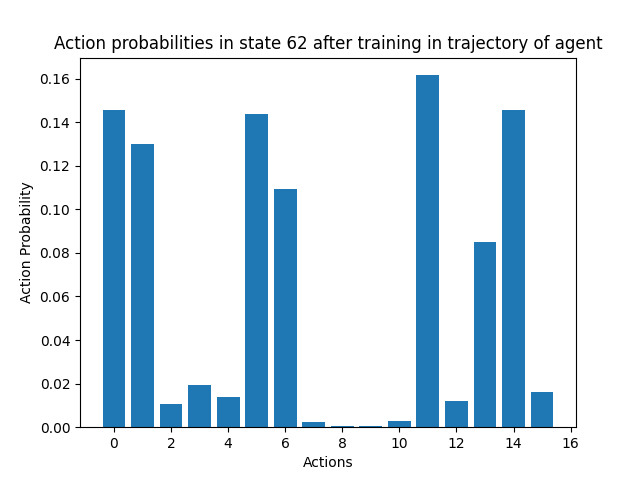 Action probabilities in state 62 after training in trajectory of agent
0.16
0.14
0.12
0.10
0.08
0.06
0.04
0.02
0.00
Action Probability
0 2 4 6 8 10 12 14 16
Actions